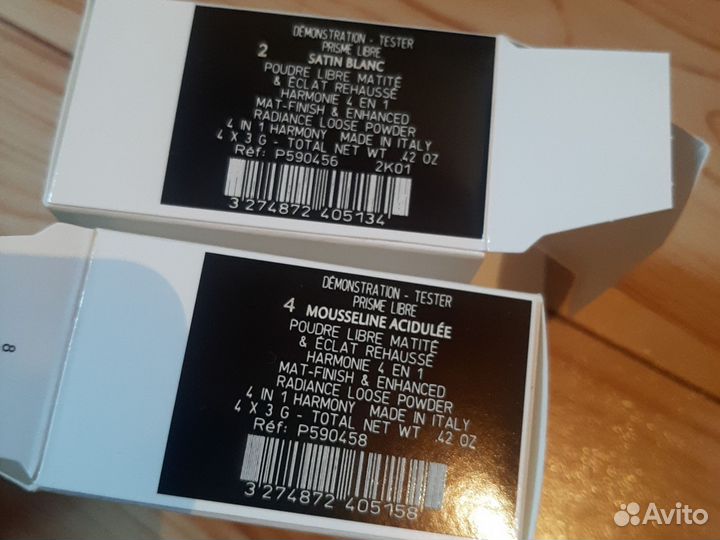 DÉMONSTRATION - TESTER
PRISME LIBRE
2 SATIN BLANC
POUDRE LIBRE MATITÉ
& ÉCLAT REHAUSSÉ
HARMONIE 4 EN 1
MAT-FINISH & ENHANCED
RADIANCE LOOSE POWDER
4 IN 1 HARMONY MADE IN ITALY
4 X 3 G - TOTAL NET WT .42 OZ
Réf: P590456 2K01
3 274872 405134
DÉMONSTRATION - TESTER
PRISME LIBRE
4 MOUSSELINE ACIDULÉE
POUDRE LIBRE MATITÉ
& ÉCLAT REHAUSSÉ
HARMONIE 4 EN 1
MAT-FINISH & ENHANCED
RADIANCE LOOSE POWDER
4 IN 1 HARMONY MADE IN ITALY
4 X 3 G - TOTAL NET WT .42 OZ
Réf: P590458
3 274872 405158
8
Avito